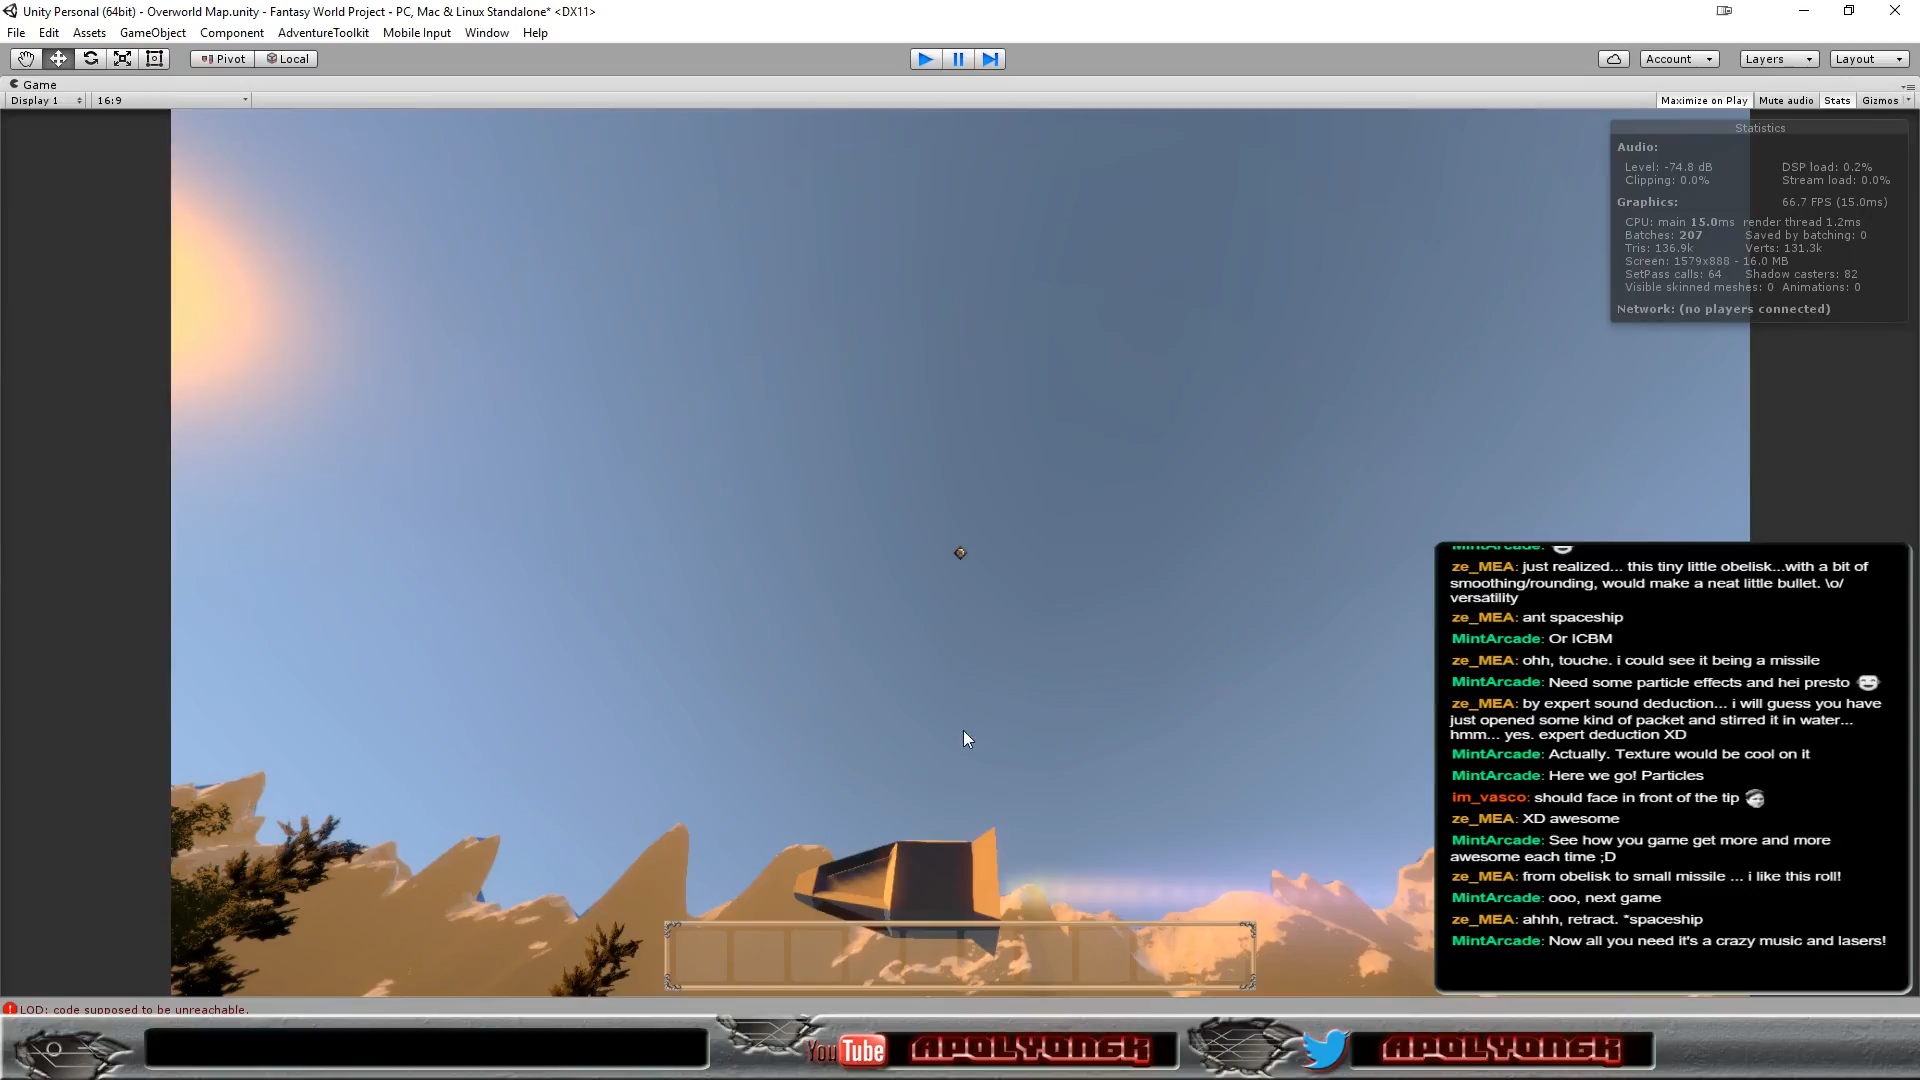 Unity Personal (64bit) - Overworld Map.unity - Fantasy World Project - PC, Mac & Linux Standalone* <DX11>
File Edit Assets GameObject Component AdventureToolkit Mobile Input Window Help
Pivot Local Account Layers Layout
Game
Display 1 16:9 Maximize on Play Mute audio Stats Gizmos
Statistics
Audio:
Level: -74.8 dB DSP load: 0.2%
Clipping: 0.0% Stream load: 0.0%
Graphics: 66.7 FPS (15.0ms)
CPU: main 15.0ms render thread 1.2ms
Batches: 207 Saved by batching: 0
Tris: 136.9k Verts: 131.3k
Screen: 1579x888 - 16.0 MB
SetPass calls: 64 Shadow casters: 82
Visible skinned meshes: 0 Animations: 0
Network: (no players connected)
MintArcade:
ze_MEA: just realized... this tiny little obelisk...with a bit of
smoothing/rounding, would make a neat little bullet. \o/
versatility
ze_MEA: ant spaceship
MintArcade: Or ICBM
ze_MEA: ohh, touche. i could see it being a missile
MintArcade: Need some particle effects and hei presto
ze_MEA: by expert sound deduction... i will guess you have
just opened some kind of packet and stirred it in water...
hmm... yes. expert deduction XD
MintArcade: Actually. Texture would be cool on it
MintArcade: Here we go! Particles
im_vasco: should face in front of the tip
ze_MEA: XD awesome
MintArcade: See how you game get more and more
awesome each time ;D
ze_MEA: from obelisk to small missile ... i like this roll!
MintArcade: ooo, next game
ze_MEA: ahhh, retract. *spaceship
MintArcade: Now all you need it's a crazy music and lasers!
LOD: code supposed to be unreachable.
YouTube APOLYON6K APOLYON6K